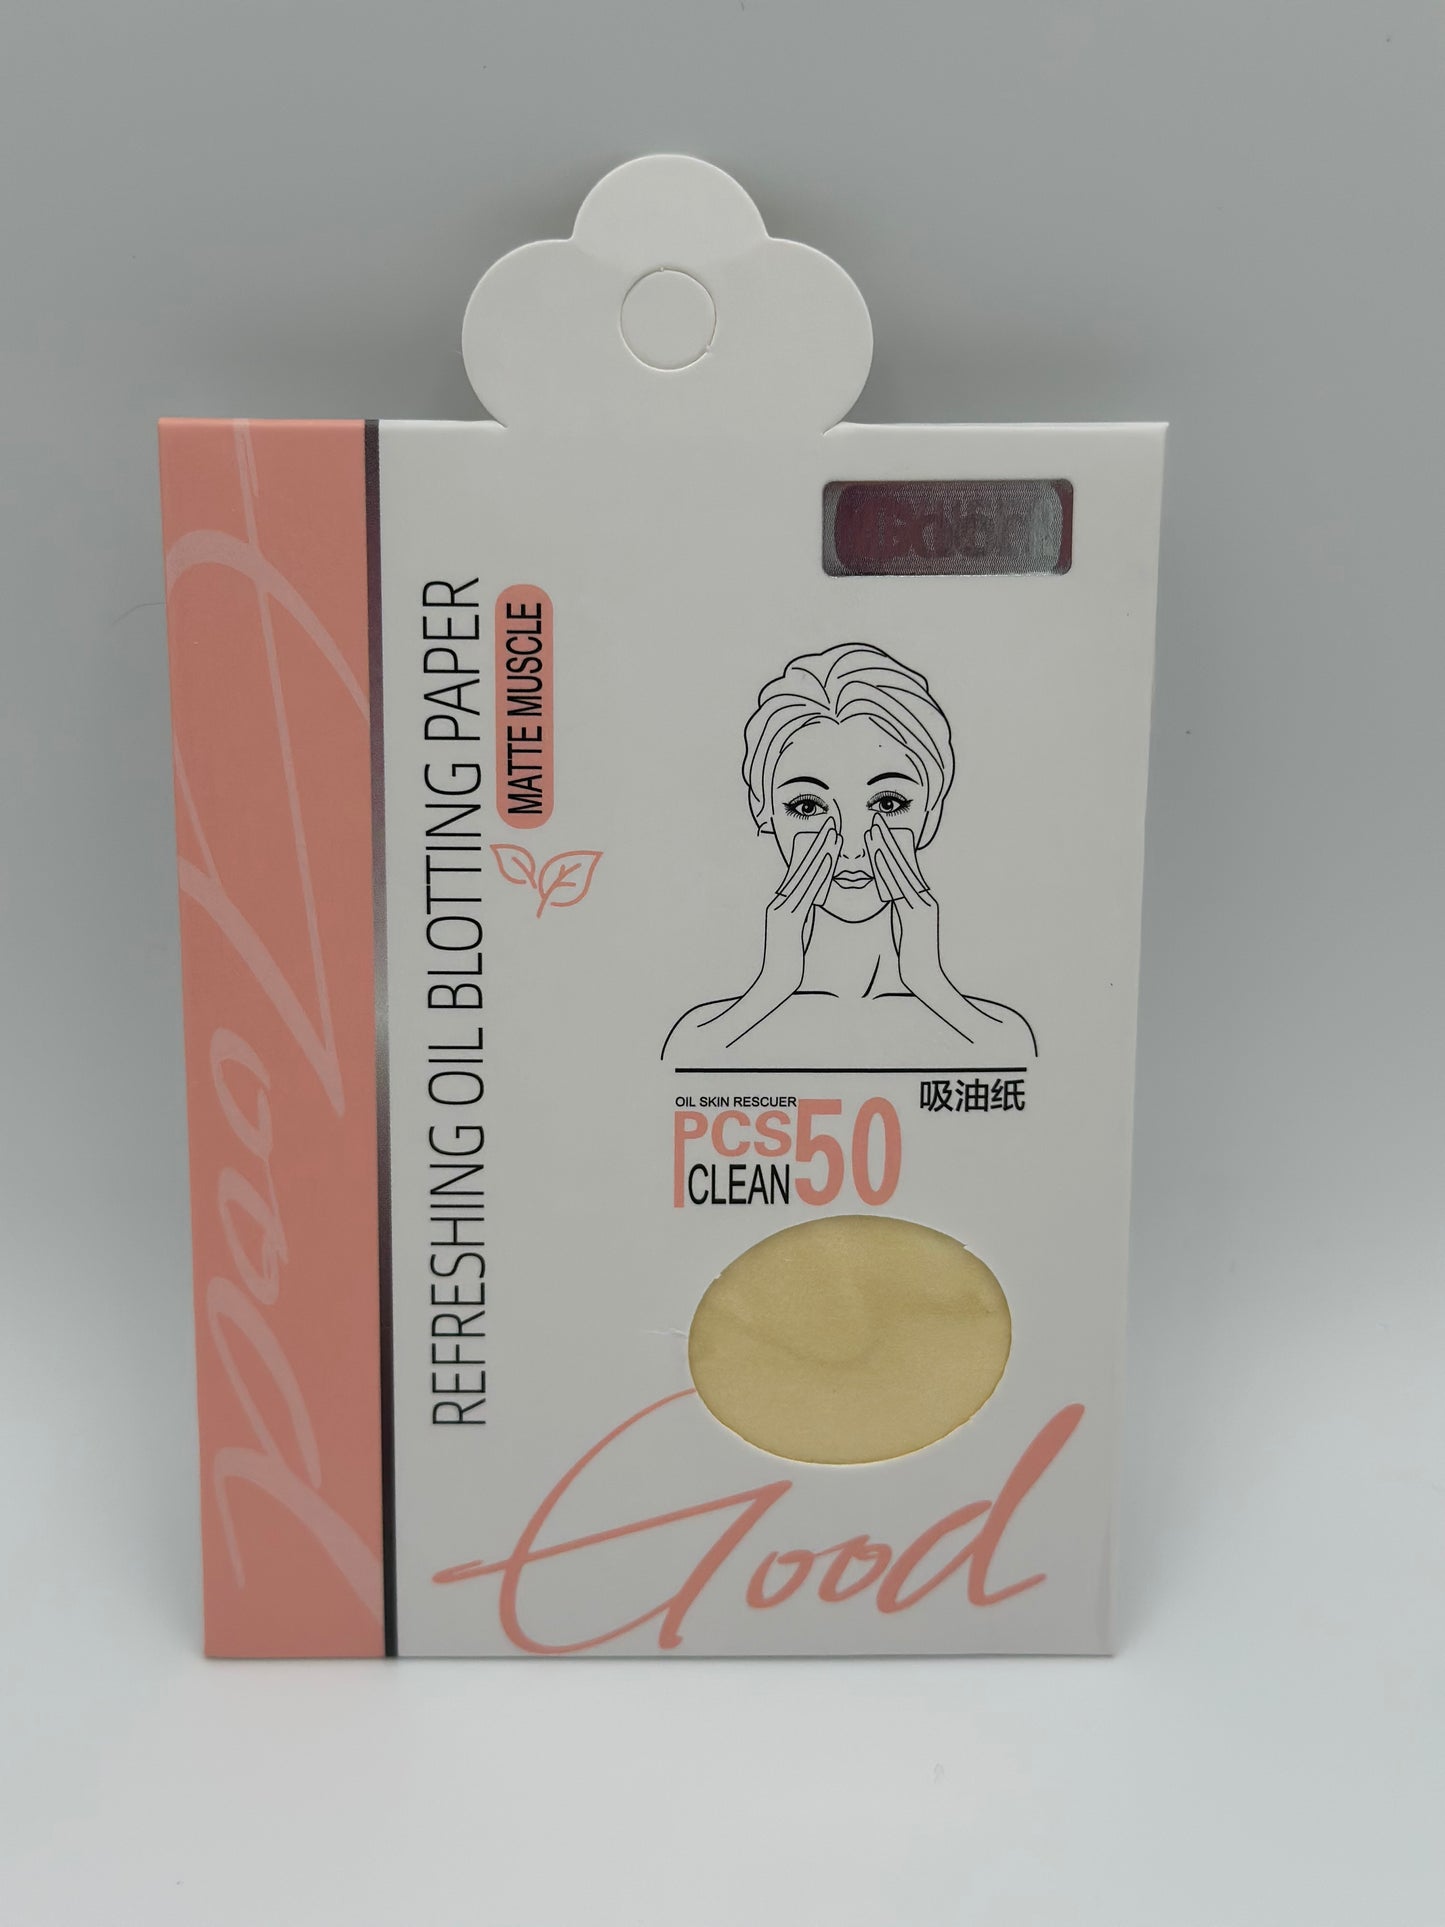 REFRESHING OIL BLOTTING PAPER
MATTE MUSCLE
OIL SKIN RESCUER
PCS 50
CLEAN
吸油纸
Good
Good